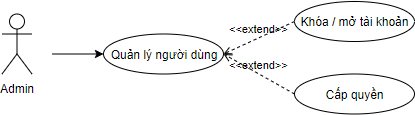 Khóa / mở tài khoản
<<extend>>
Quản lý người dùng
<<extend>>
Admin
Cấp quyền